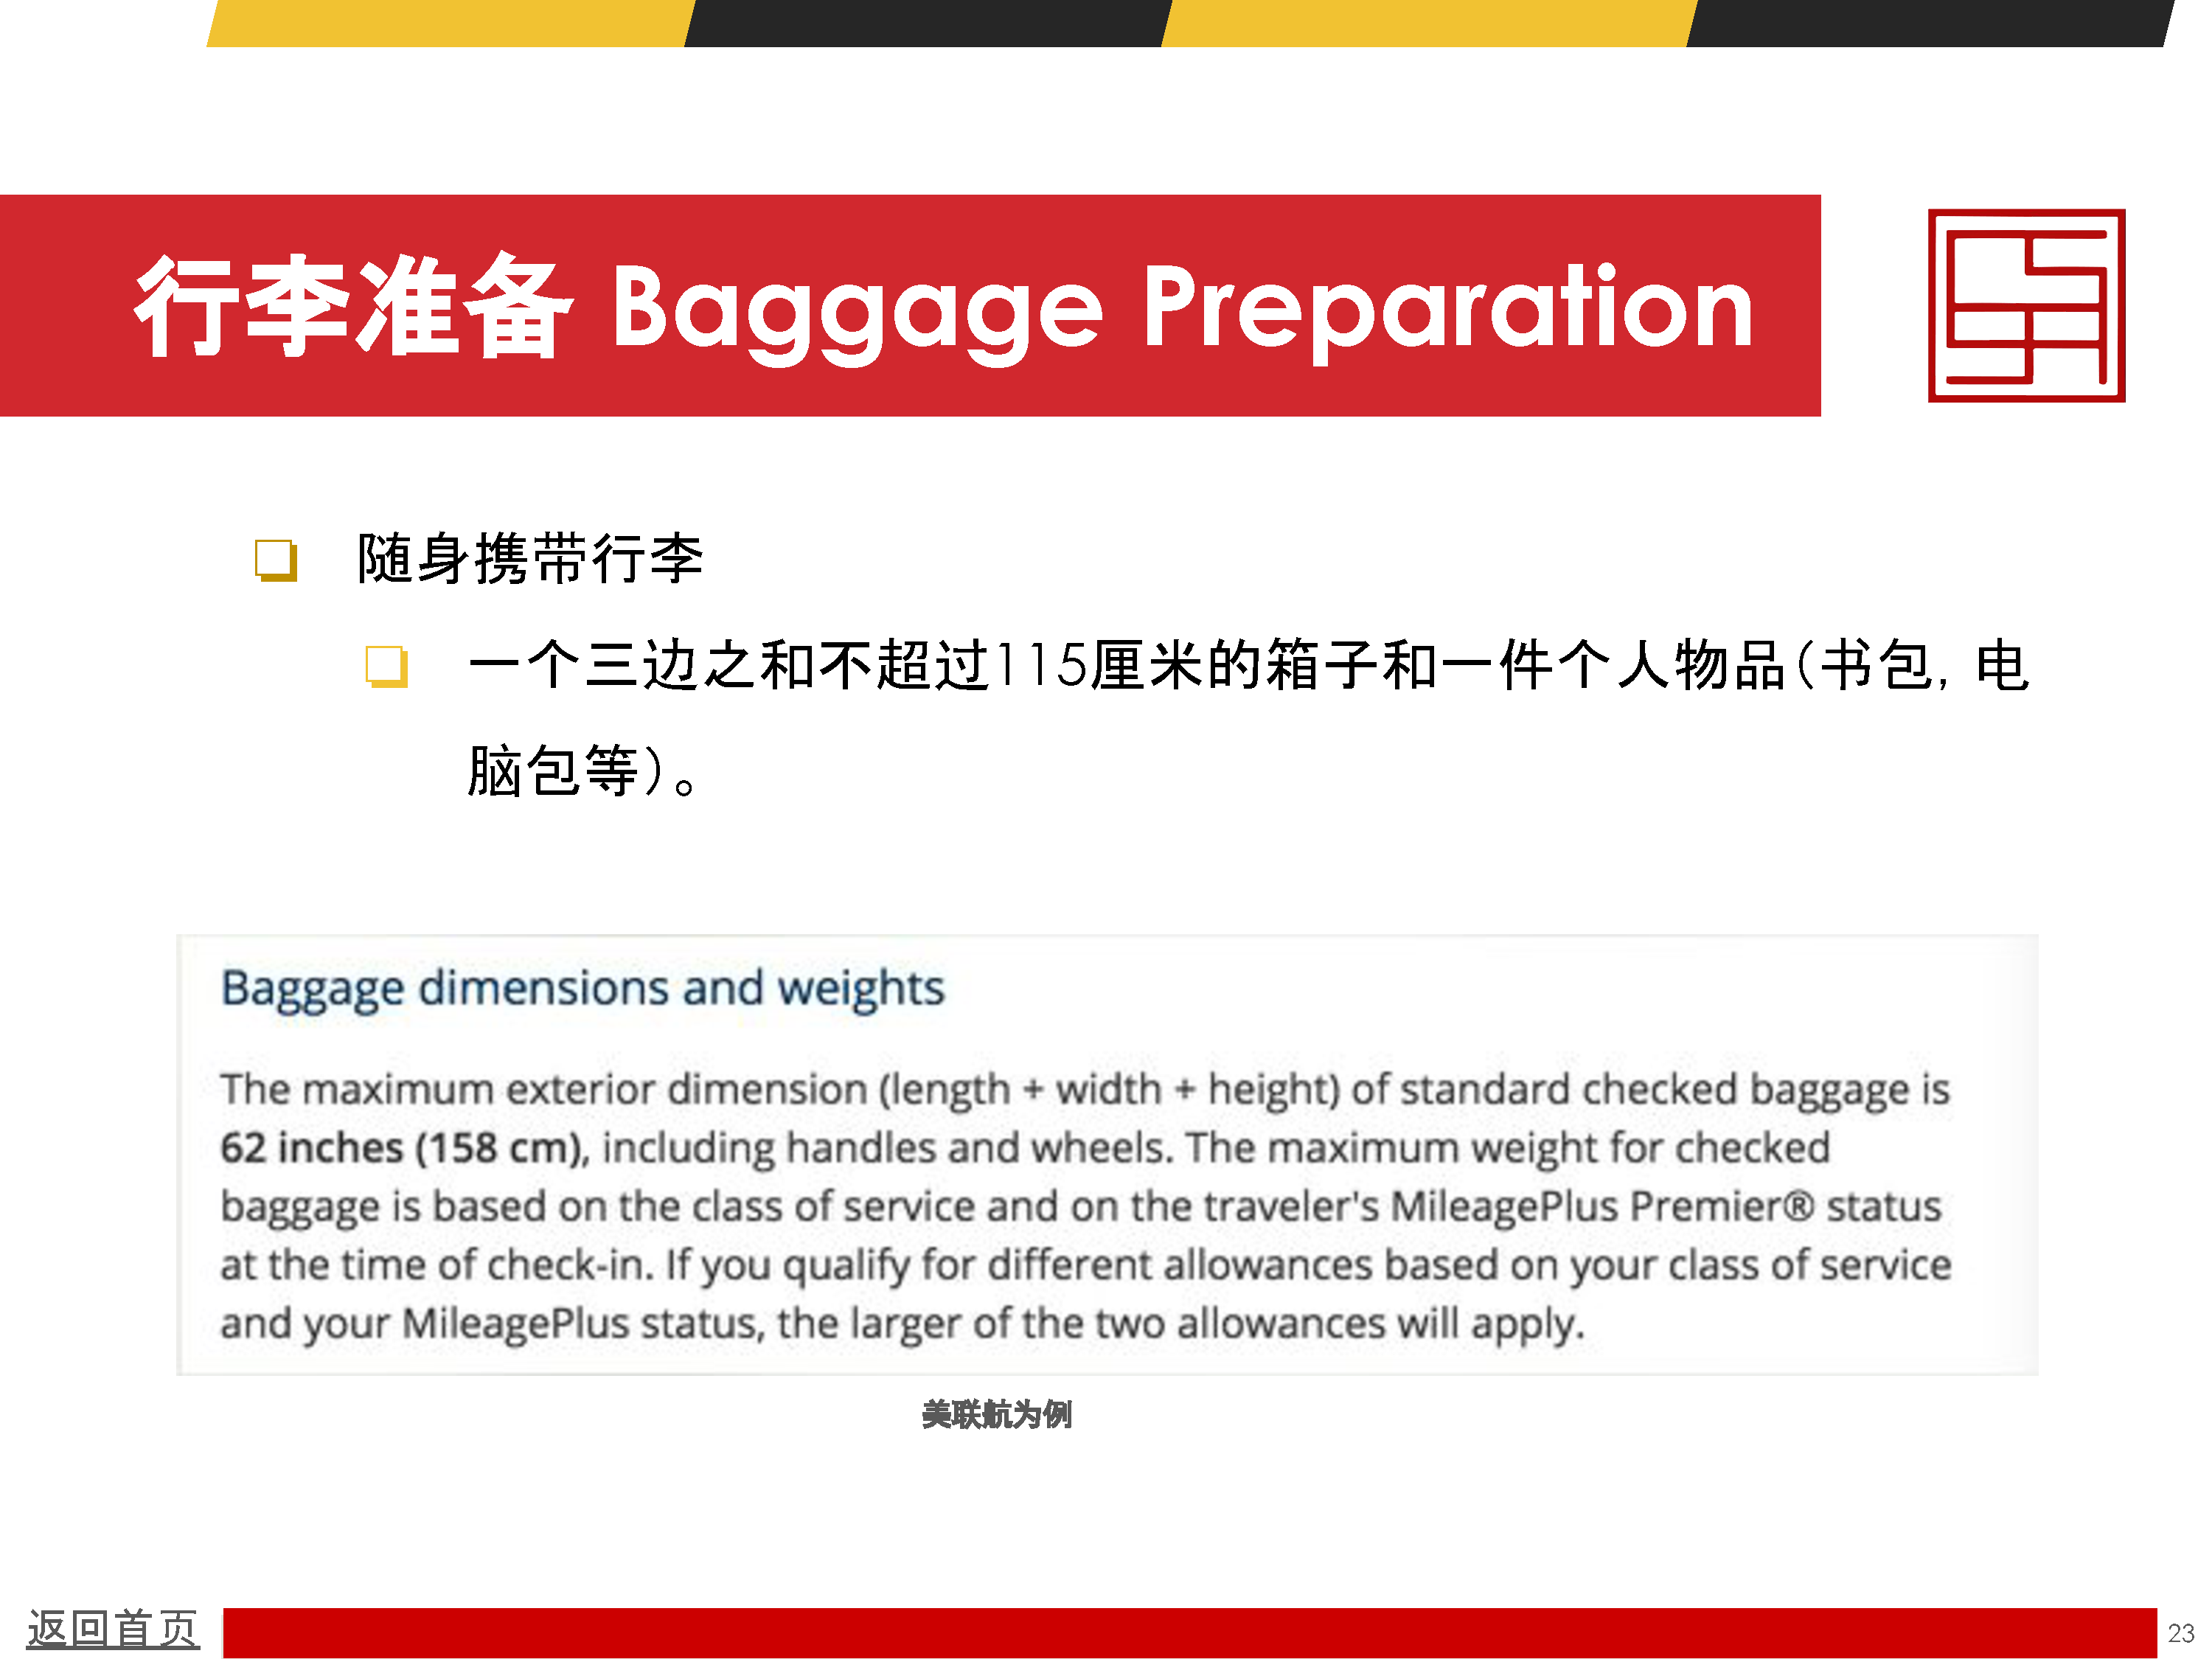 行李准备 Baggage Preparation
随身携带行李
一个三边之和不超过115厘米的箱子和一件个人物品（书包，电
脑包等）。
Baggage dimensions and weights
The maximum exterior dimension (length + width + height) of standard checked baggage is
62 inches (158 cm), including handles and wheels. The maximum weight for checked
baggage is based on the class of service and on the traveler's MileagePlus Premier® status
at the time of check-in. If you qualify for different allowances based on your class of service
and your MileagePlus status, the larger of the two allowances will apply.
美联航为例
返回首页
23